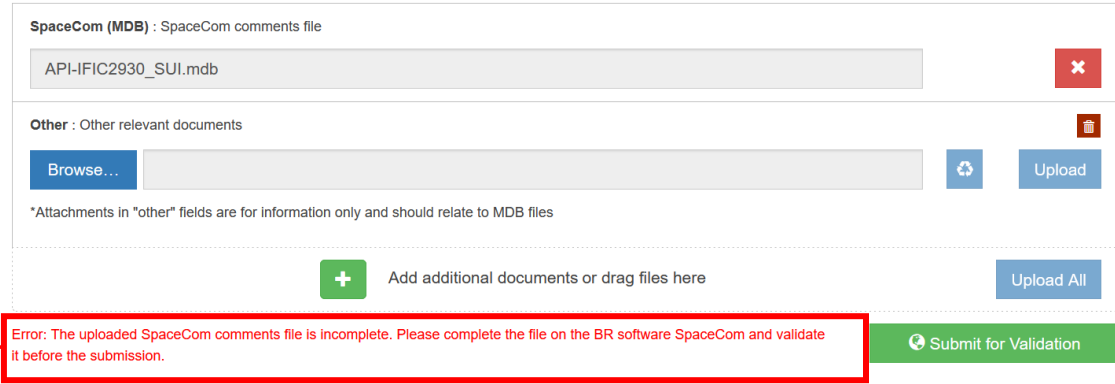 SpaceCom (MDB) : SpaceCom comments file
API-IFIC2930_SUI.mdb
Other : Other relevant documents
Browse…
Upload
*Attachments in "other" fields are for information only and should relate to MDB files
Add additional documents or drag files here
Upload All
Error: The uploaded SpaceCom comments file is incomplete. Please complete the file on the BR software SpaceCom and validate
it before the submission.
Submit for Validation